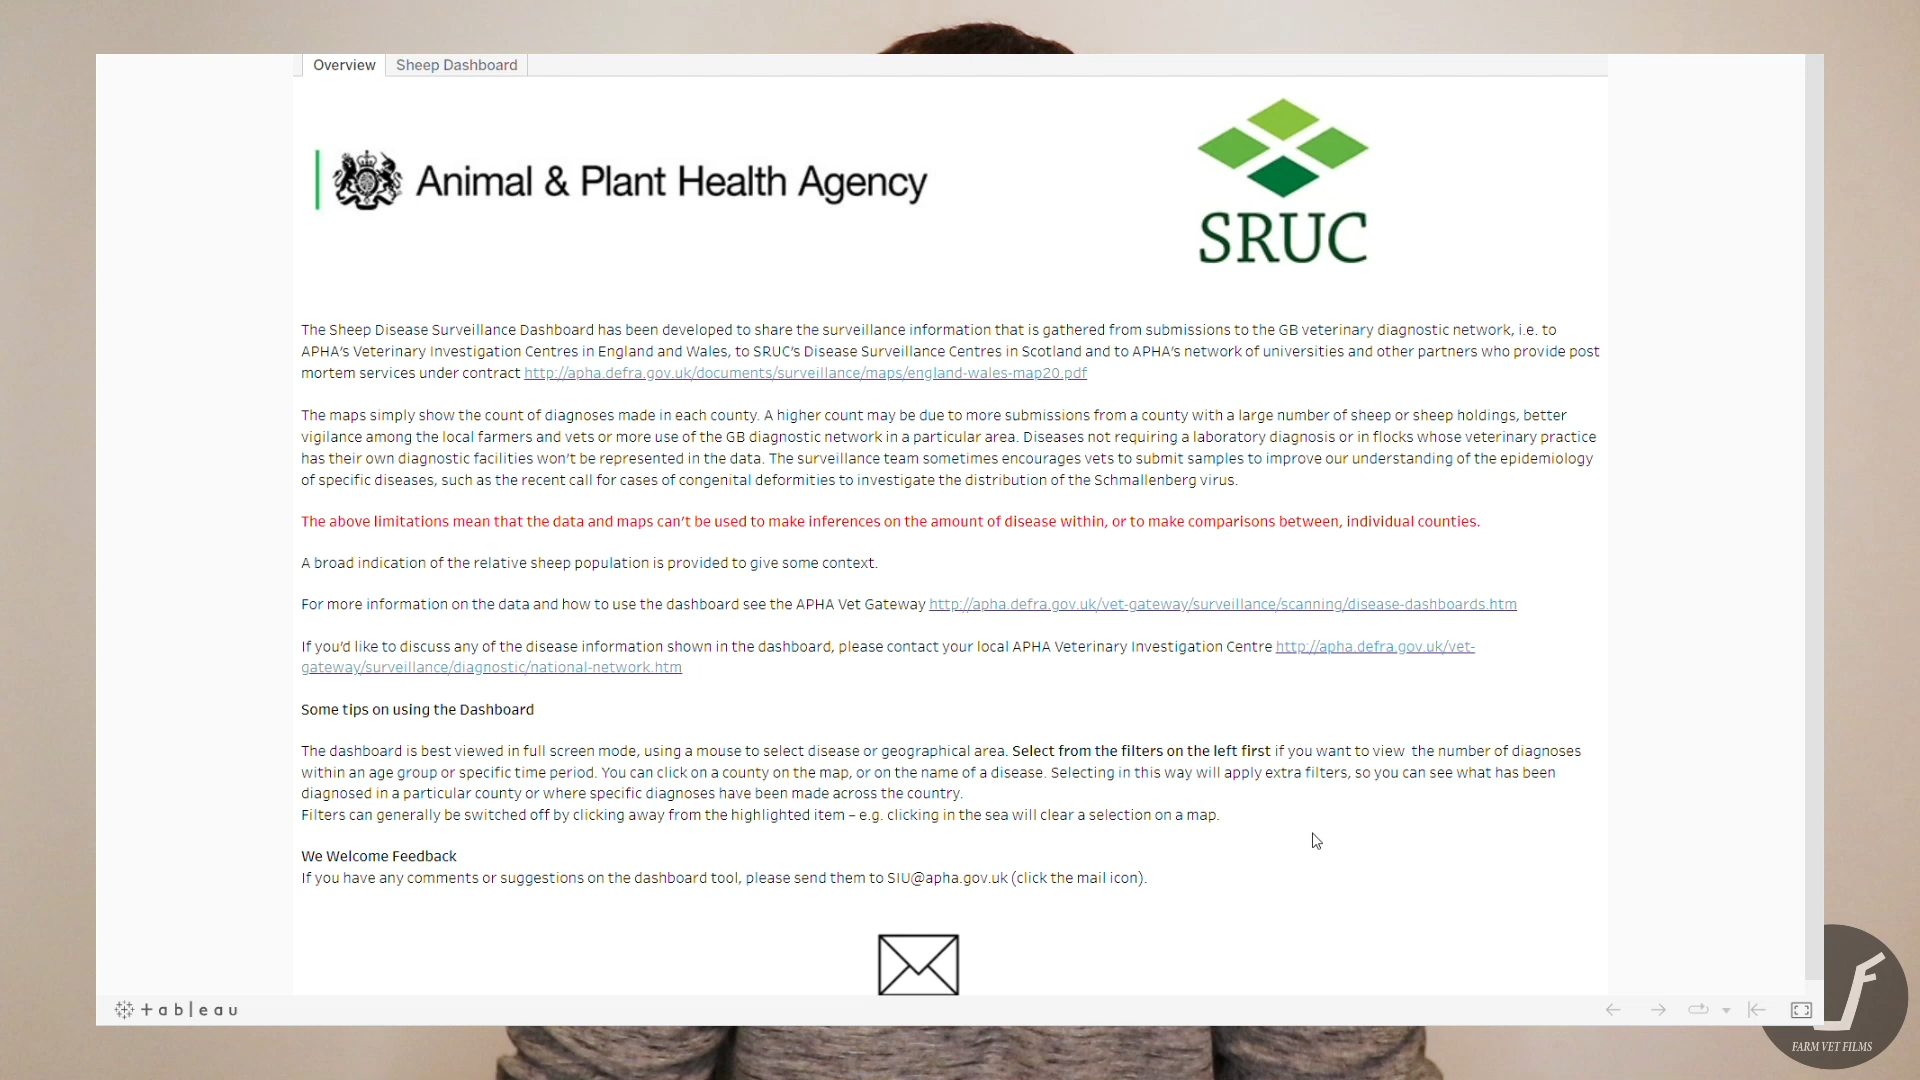 Overview Sheep Dashboard
Animal & Plant Health Agency
SRUC
The Sheep Disease Surveillance Dashboard has been developed to share the surveillance information that is gathered from submissions to the GB veterinary diagnostic network, i.e. to
APHA's Veterinary Investigation Centres in England and Wales, to SRUC's Disease Surveillance Centres in Scotland and to APHA's network of universities and other partners who provide post
mortem services under contract http://apha.defra.gov.uk/documents/surveillance/maps/england-wales-map20.pdf
The maps simply show the count of diagnoses made in each county. A higher count may be due to more submissions from a county with a large number of sheep or sheep holdings, better
vigilance among the local farmers and vets or more use of the GB diagnostic network in a particular area. Diseases not requiring a laboratory diagnosis or in flocks whose veterinary practice
has their own diagnostic facilities won't be represented in the data. The surveillance team sometimes encourages vets to submit samples to improve our understanding of the epidemiology
of specific diseases, such as the recent call for cases of congenital deformities to investigate the distribution of the Schmallenberg virus.
The above limitations mean that the data and maps can't be used to make inferences on the amount of disease within, or to make comparisons between, individual counties.
A broad indication of the relative sheep population is provided to give some context.
For more information on the data and how to use the dashboard see the APHA Vet Gateway http://apha.defra.gov.uk/vet-gateway/surveillance/scanning/disease-dashboards.htm
If you'd like to discuss any of the disease information shown in the dashboard, please contact your local APHA Veterinary Investigation Centre http://apha.defra.gov.uk/vet-
gateway/surveillance/diagnostic/national-network.htm
Some tips on using the Dashboard
The dashboard is best viewed in full screen mode, using a mouse to select disease or geographical area. Select from the filters on the left first if you want to view the number of diagnoses
within an age group or specific time period. You can click on a county on the map, or on the name of a disease. Selecting in this way will apply extra filters, so you can see what has been
diagnosed in a particular county or where specific diagnoses have been made across the country.
Filters can generally be switched off by clicking away from the highlighted item – e.g. clicking in the sea will clear a selection on a map.
We Welcome Feedback
If you have any comments or suggestions on the dashboard tool, please send them to SIU@apha.gov.uk (click the mail icon).
+ableau
FARM VET FILMS